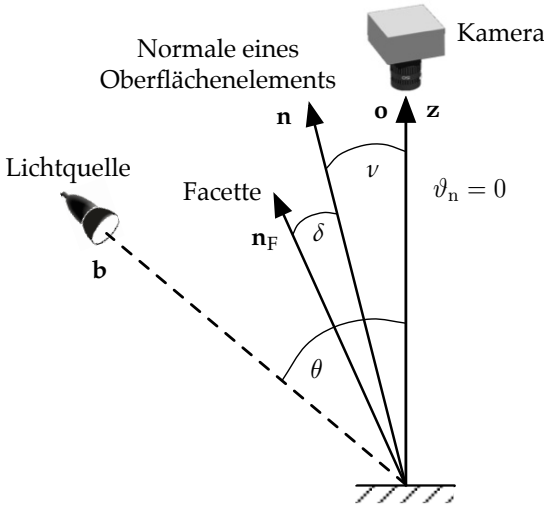 Normale eines
Oberflächenelements
Kamera
n
o
z
Lichtquelle
Facette
ν
ϑn = 0
nF
δ
b
θ